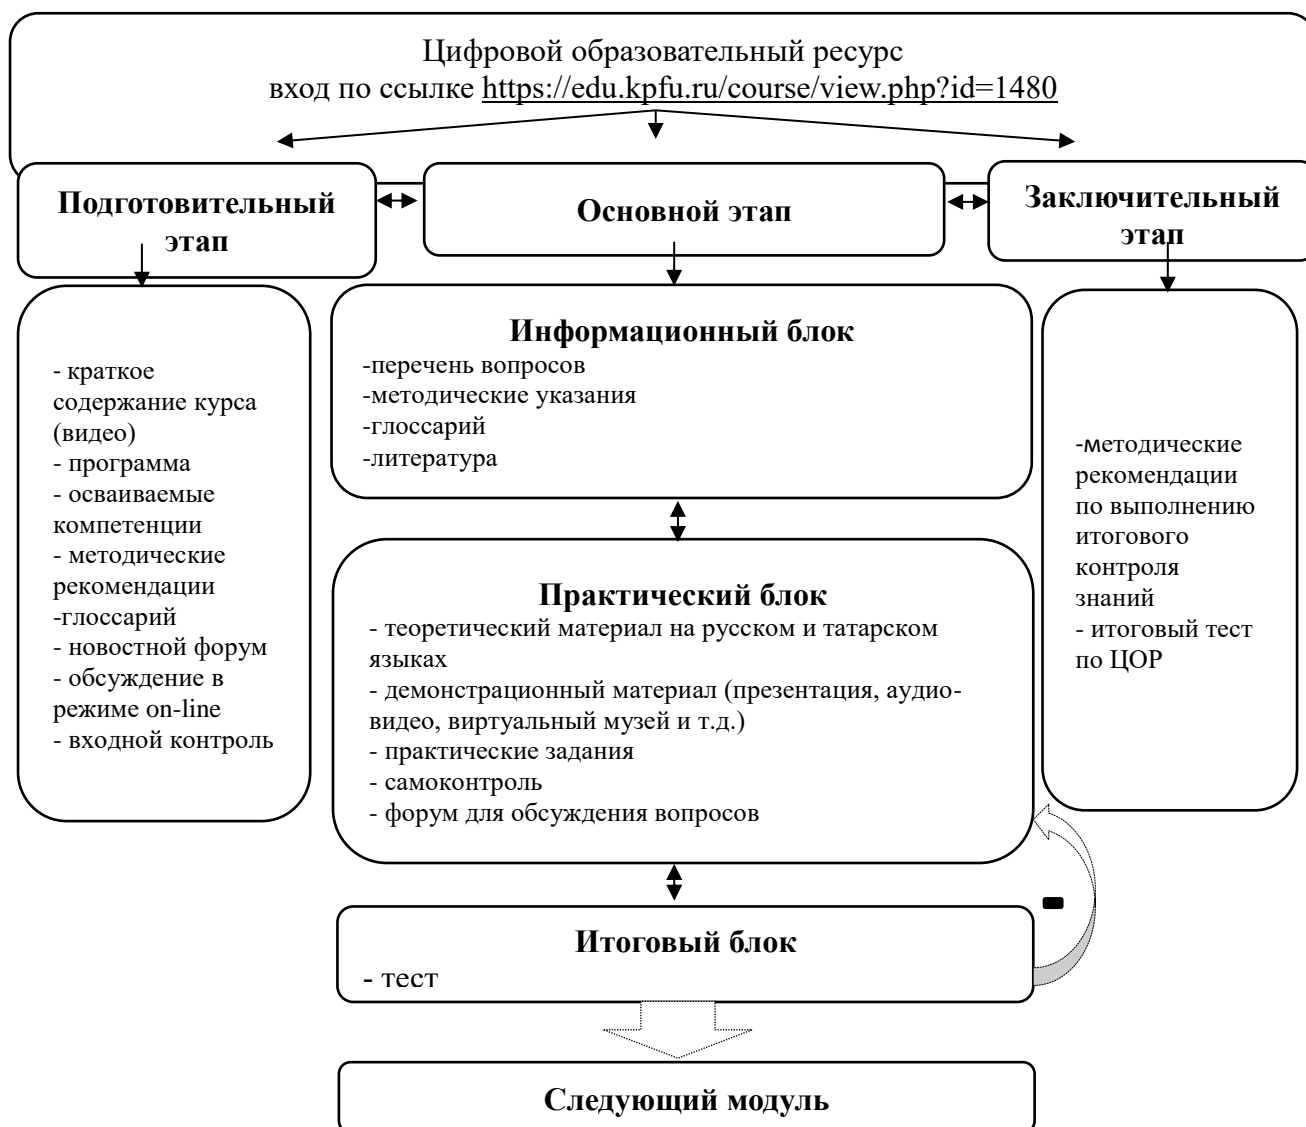 Цифровой образовательный ресурс
вход по ссылке https://edu.kpfu.ru/course/view.php?id=1480
Подготовительный
этап
Основной этап
Заключительный
этап
- краткое
содержание курса
(видео)
- программа
- осваиваемые
компетенции
- методические
рекомендации
-глоссарий
- новостной форум
- обсуждение в
режиме on-line
- входной контроль
Информационный блок
-перечень вопросов
-методические указания
-глоссарий
-литература
Практический блок
- теоретический материал на русском и татарском
языках
- демонстрационный материал (презентация, аудио-
видео, виртуальный музей и т.д.)
- практические задания
- самоконтроль
- форум для обсуждения вопросов
Итоговый блок
- тест
-
Следующий модуль
-методические
рекомендации
по выполнению
итогового
контроля
знаний
- итоговый тест
по ЦОР